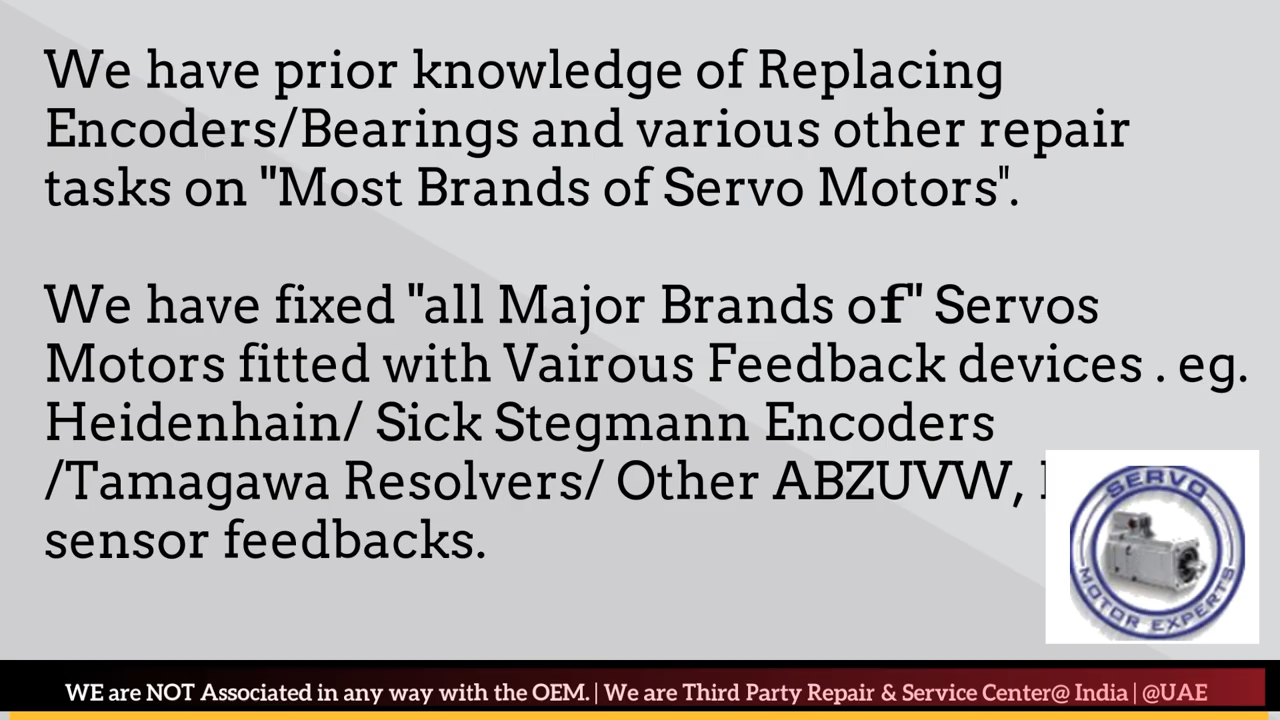 We have prior knowledge of Replacing
Encoders/Bearings and various other repair
tasks on "Most Brands of Servo Motors".
We have fixed "all Major Brands of" Servos
Motors fitted with Vairous Feedback devices . eg.
Heidenhain/ Sick Stegmann Encoders
/Tamagawa Resolvers/ Other ABZUVW,
sensor feedbacks.
SERVO
MOTOR EXPERTS
WE are NOT Associated in any way with the OEM. | We are Third Party Repair & Service Center@ India | @UAE